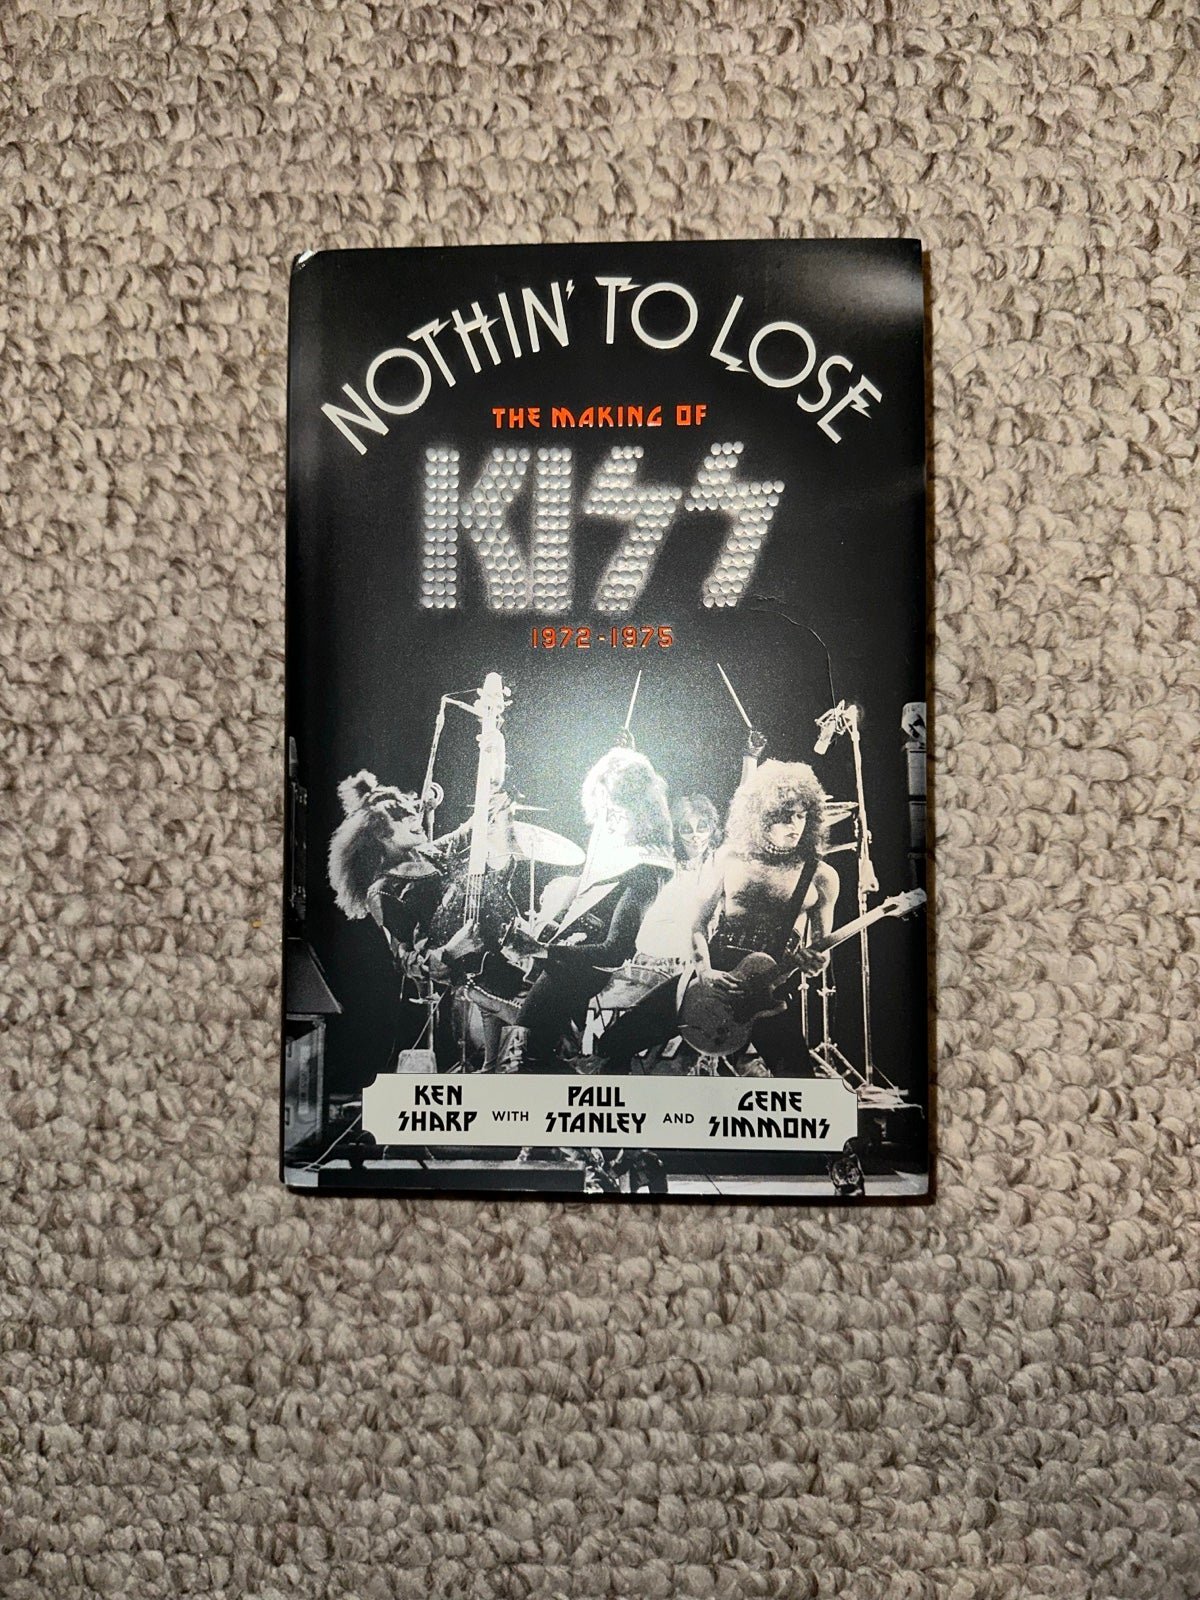 NOTHIN' TO LOSE
THE MAKING OF
KISS
1972-1975
KEN SHARP WITH PAUL STANLEY AND GENE SIMMONS